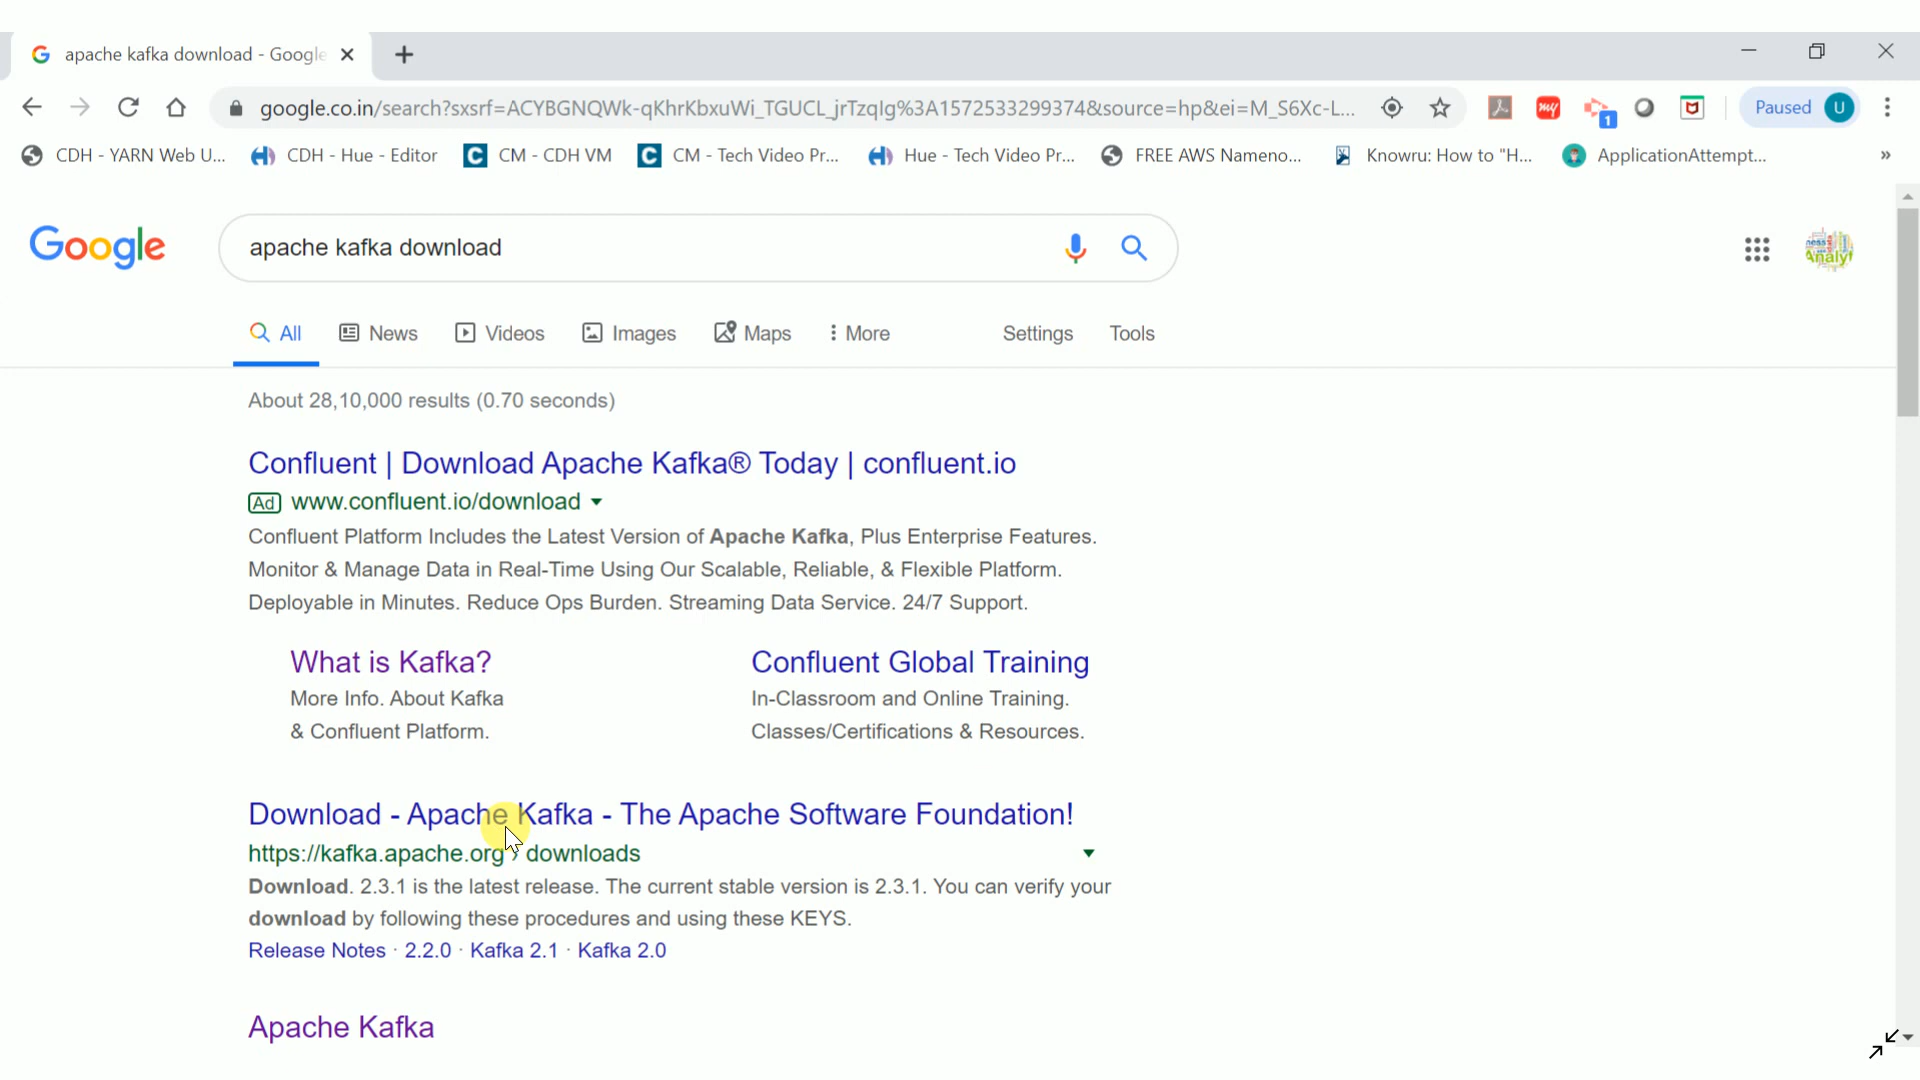 apache kafka download - Google
google.co.in/search?sxsrf=ACYBGNQWk-qKhrKbxuWi_TGUCL_jrTzqIg%3A1572533299374&source=hp&ei=M_S6Xc-L...
my
1
Paused
U
CDH - YARN Web U...
CDH - Hue - Editor
CM - CDH VM
CM - Tech Video Pr...
Hue - Tech Video Pr...
FREE AWS Nameno...
Knowru: How to "H...
ApplicationAttempt...
»
Google
apache kafka download
All
News
Videos
Images
Maps
More
Settings
Tools
About 28,10,000 results (0.70 seconds)
Confluent | Download Apache Kafka® Today | confluent.io
Ad www.confluent.io/download
Confluent Platform Includes the Latest Version of Apache Kafka, Plus Enterprise Features.
Monitor & Manage Data in Real-Time Using Our Scalable, Reliable, & Flexible Platform.
Deployable in Minutes. Reduce Ops Burden. Streaming Data Service. 24/7 Support.
What is Kafka?
More Info. About Kafka
& Confluent Platform.
Confluent Global Training
In-Classroom and Online Training.
Classes/Certifications & Resources.
Download - Apache Kafka - The Apache Software Foundation!
https://kafka.apache.org › downloads
Download. 2.3.1 is the latest release. The current stable version is 2.3.1. You can verify your
download by following these procedures and using these KEYS.
Release Notes · 2.2.0 · Kafka 2.1 · Kafka 2.0
Apache Kafka